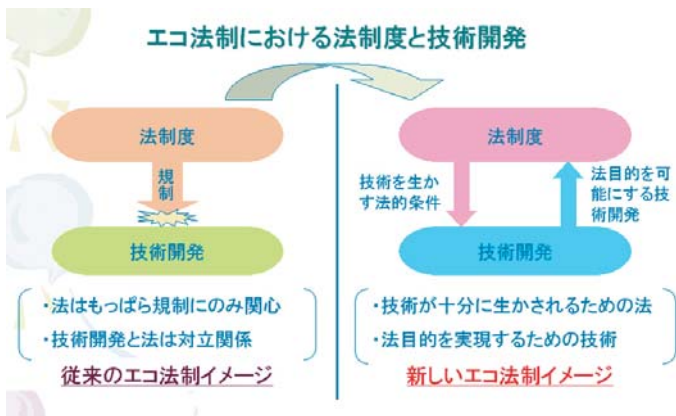 エコ法制における法制度と技術開発
法制度
規
制
技術開発
・法はもっぱら規制にのみ関心
・技術開発と法は対立関係
従来のエコ法制イメージ
法制度
技術を生か
す法的条件
法目的を可
能にする技
術開発
技術開発
・技術が十分に生かされるための法
・法目的を実現するための技術
新しいエコ法制イメージ